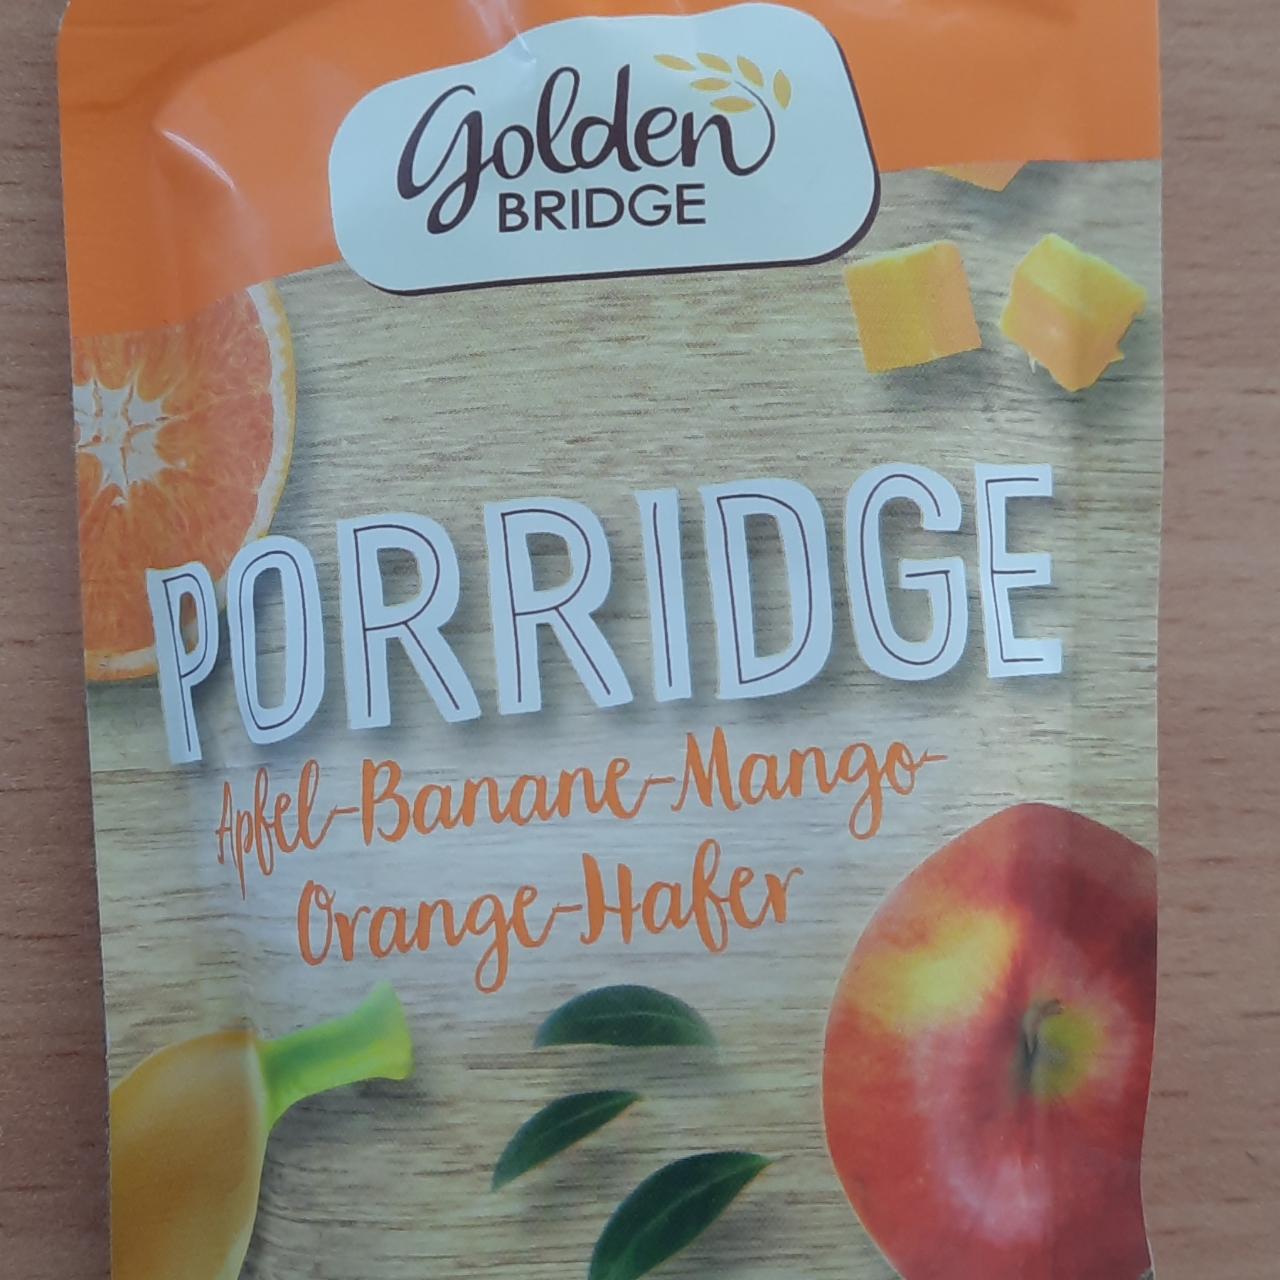 Golden
BRIDGE
PORRIDGE
Apfel-Banane-Mango-
Orange-Hafer